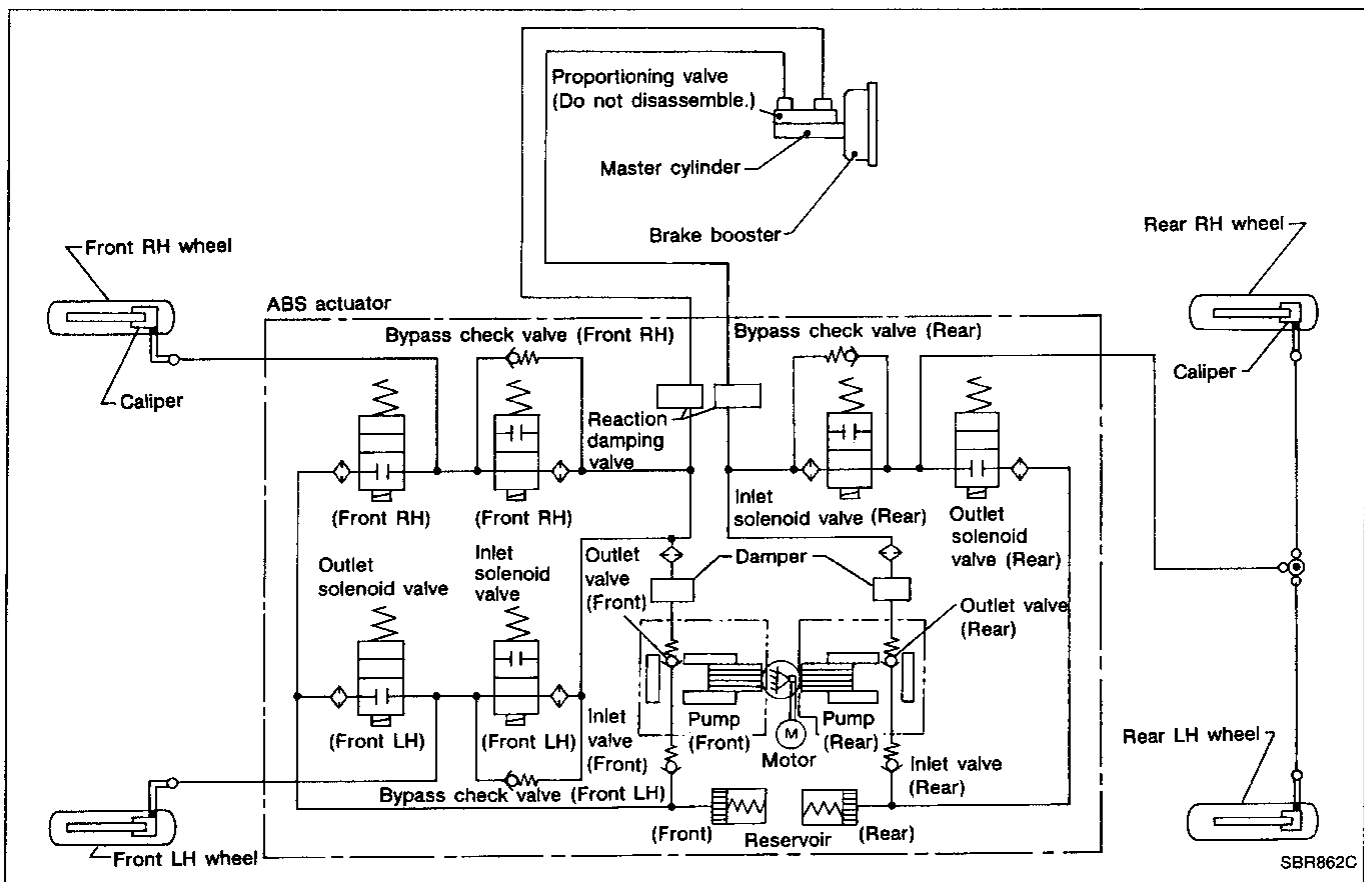 Proportioning valve
(Do not disassemble.)
Master cylinder
Brake booster
Front RH wheel
Rear RH wheel
ABS actuator
Bypass check valve (Front RH)
Bypass check valve (Rear)
Caliper
Caliper
Reaction
damping
valve
(Front RH)
(Front RH)
Inlet
solenoid valve (Rear)
Outlet
solenoid
valve (Rear)
Outlet
solenoid valve
Inlet
solenoid
valve
Outlet
valve
(Front)
Damper
Outlet valve
(Rear)
(Front LH)
(Front LH)
Inlet
valve
(Front)
Pump
(Front)
M
Motor
Pump
(Rear)
Inlet valve
(Rear)
Rear LH wheel
Bypass check valve (Front LH)
(Front)
Reservoir
(Rear)
Front LH wheel
SBR862C